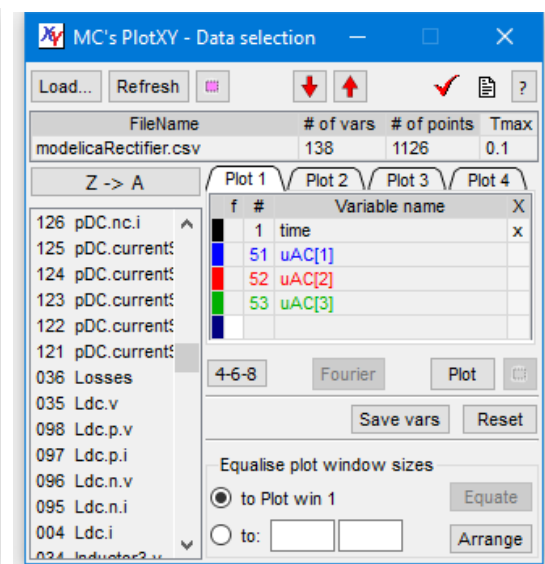 MC's PlotXY - Data selection
Load... Refresh ?
FileName # of vars # of points Tmax
modelicaRectifier.csv 138 1126 0.1
Z -> A
Plot 1 Plot 2 Plot 3 Plot 4
f # Variable name X
1 time x
51 uAC[1]
52 uAC[2]
53 uAC[3]
126 pDC.nc.i
125 pDC.current
124 pDC.current
123 pDC.current
122 pDC.current
121 pDC.current
036 Losses
035 Ldc.v
098 Ldc.p.v
097 Ldc.p.i
096 Ldc.n.v
095 Ldc.n.i
004 Ldc.i
034 Inductor3.v
4-6-8 Fourier Plot
Save vars Reset
Equalise plot window sizes
to Plot win 1 Equate
to: Arrange